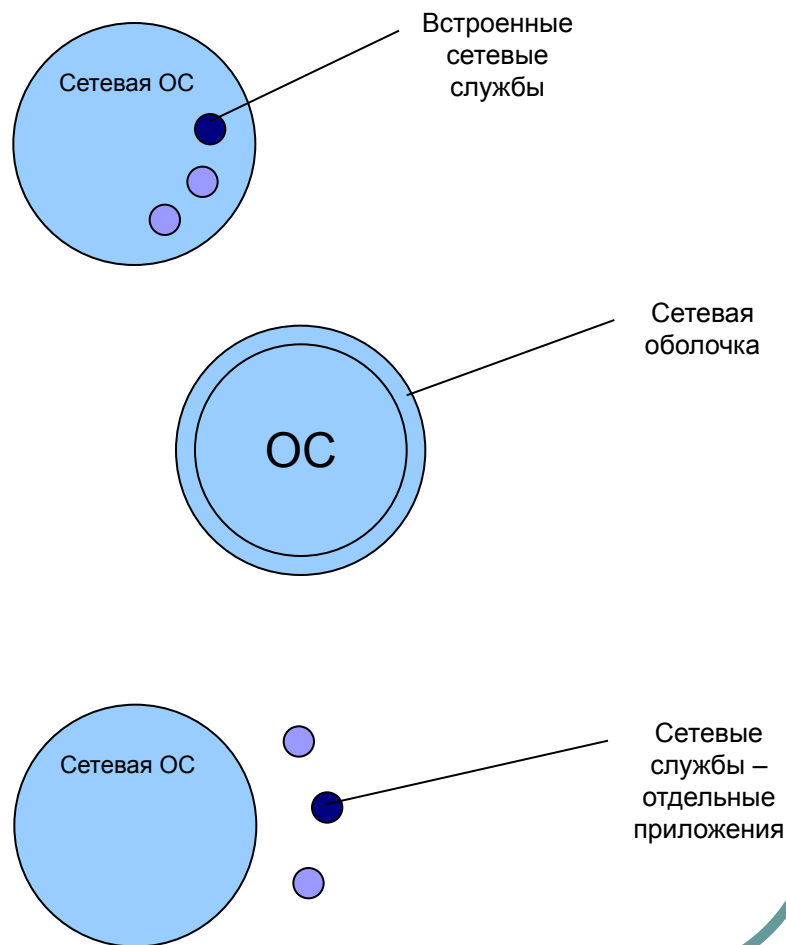 Встроенные
сетевые
службы
Сетевая ОС
Сетевая
оболочка
ОС
Сетевые
службы –
отдельные
приложения
Сетевая ОС